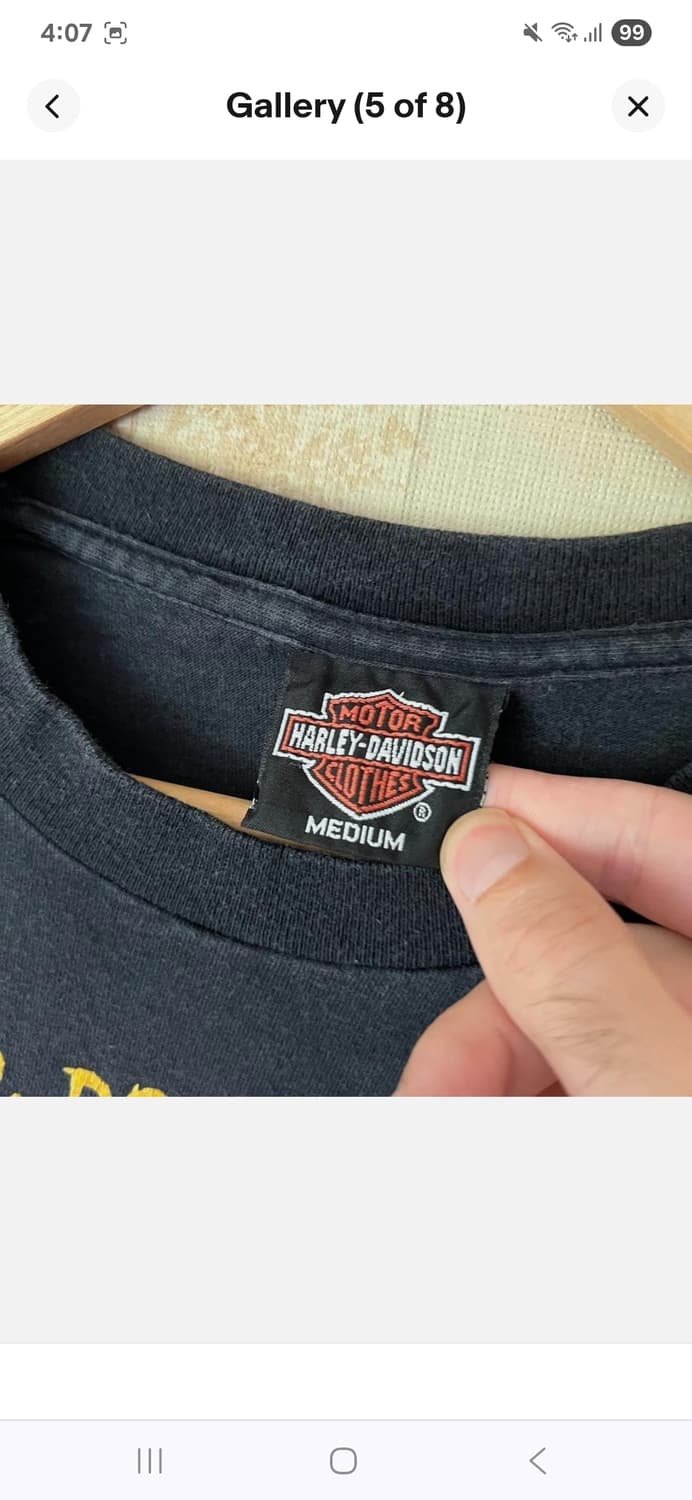 4:07
99
Gallery (5 of 8)
MOTOR
HARLEY-DAVIDSON
CLOTHES
®
MEDIUM